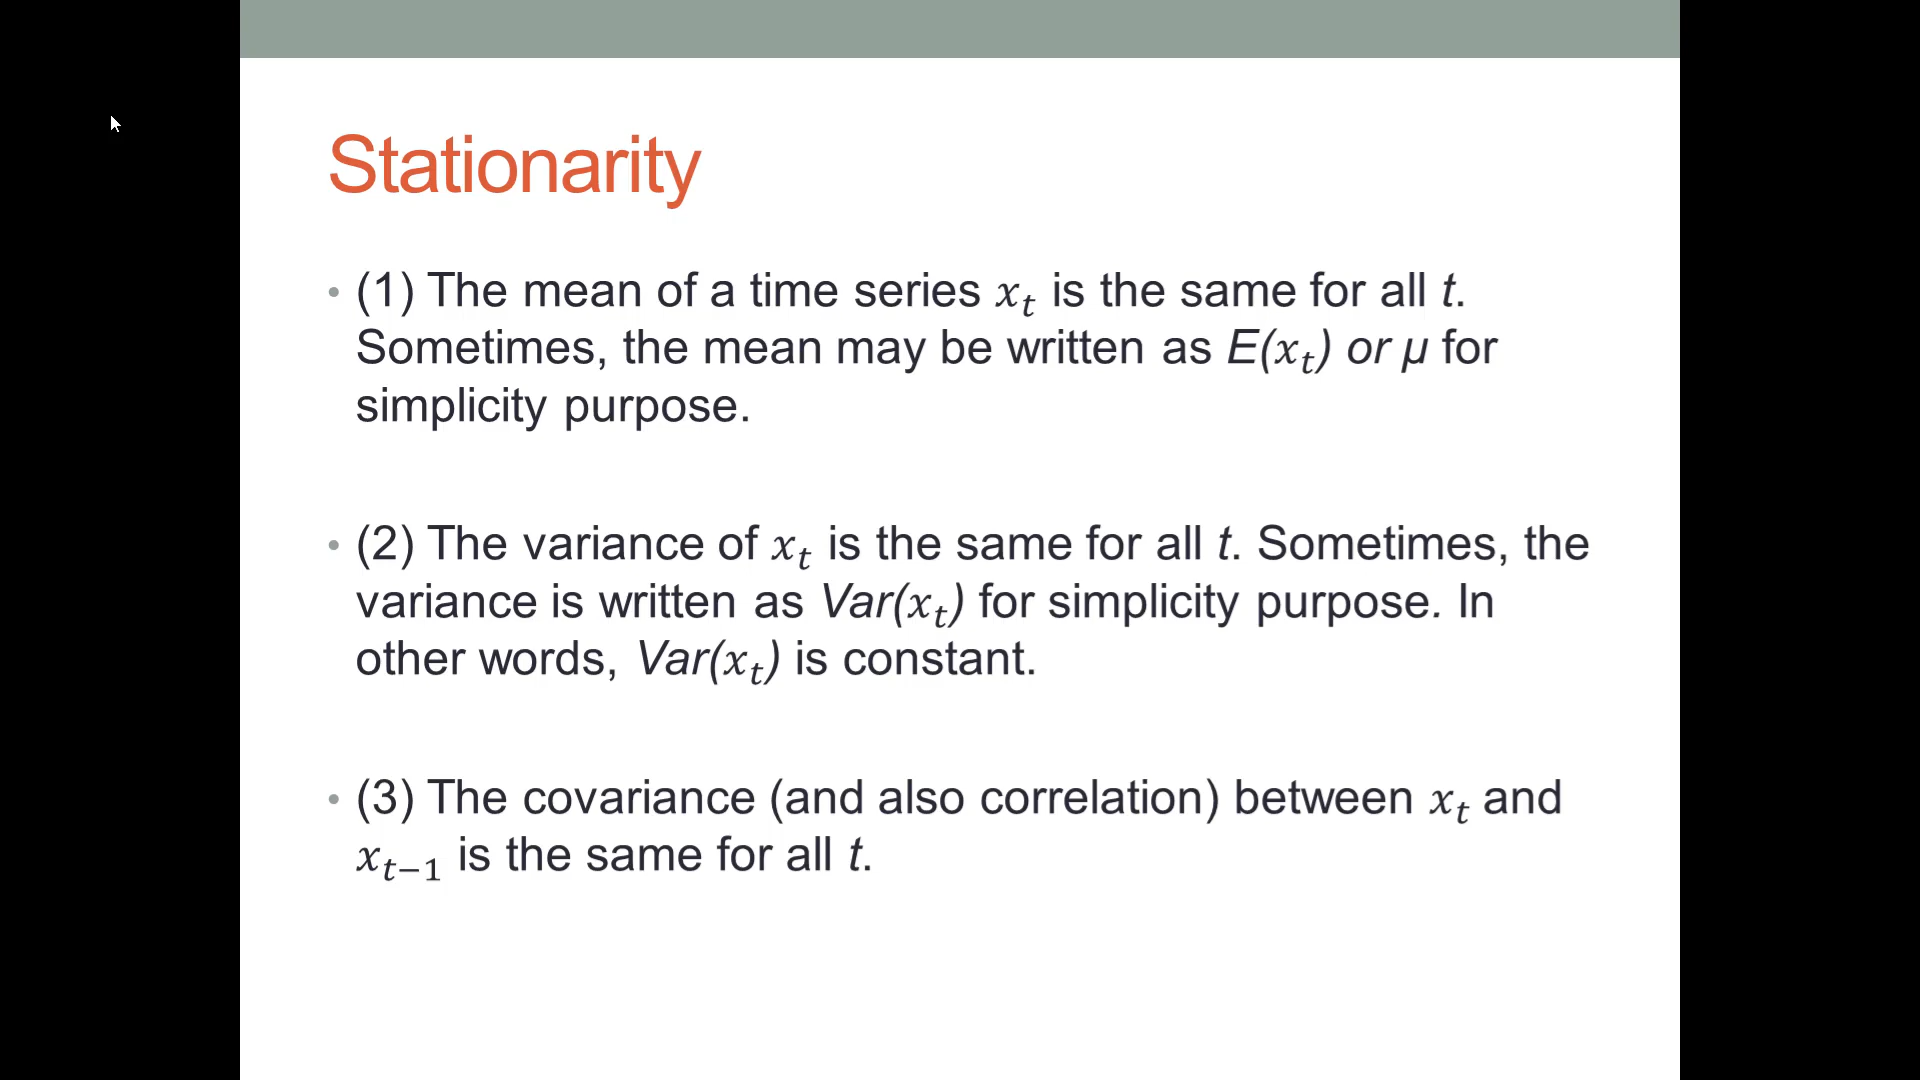 Stationarity
• (1) The mean of a time series 𝑥ₜ is the same for all t.
Sometimes, the mean may be written as E(𝑥ₜ) or μ for
simplicity purpose.
• (2) The variance of 𝑥ₜ is the same for all t. Sometimes, the
variance is written as Var(𝑥ₜ) for simplicity purpose. In
other words, Var(𝑥ₜ) is constant.
• (3) The covariance (and also correlation) between 𝑥ₜ and
𝑥ₜ₋₁ is the same for all t.